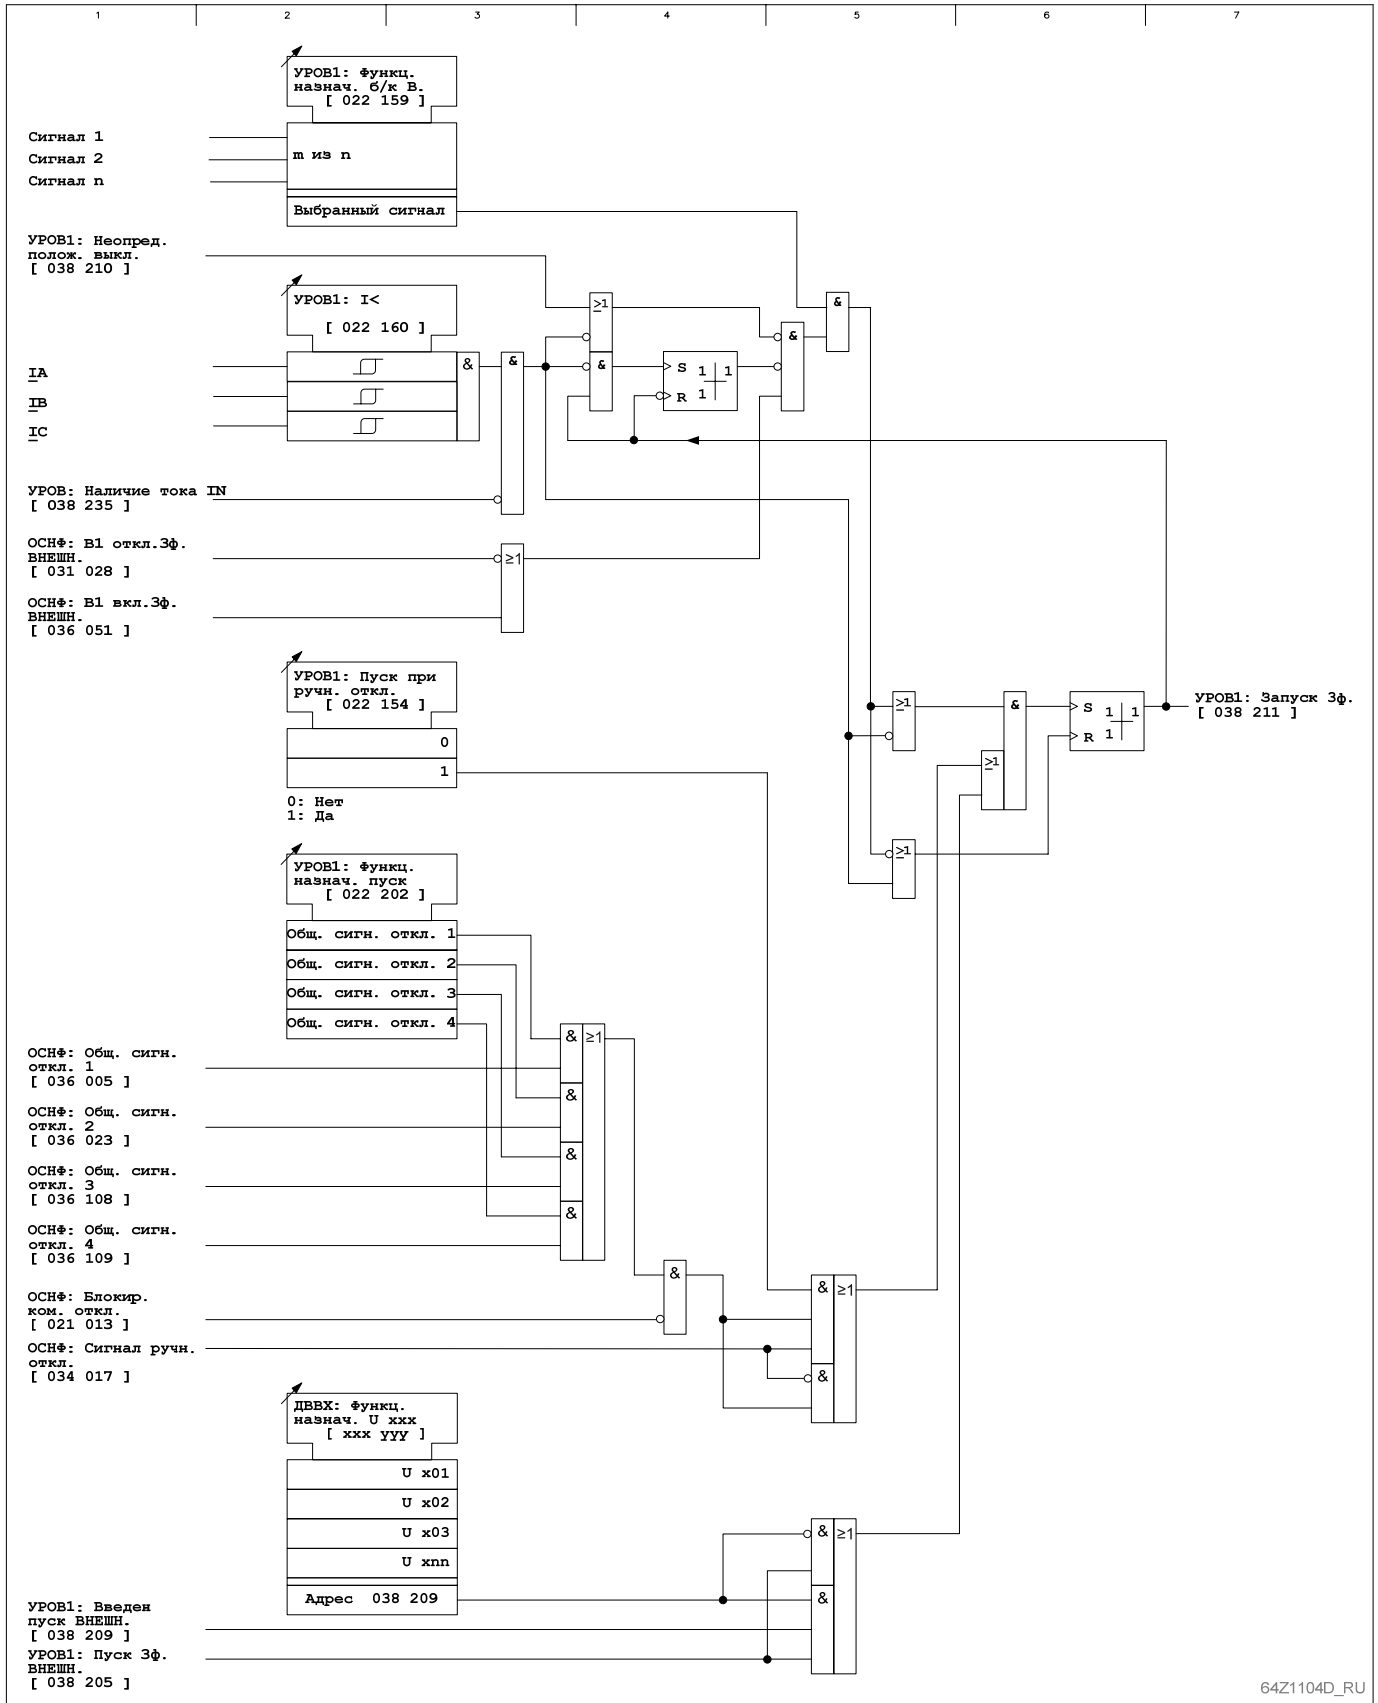 1 2 3 4 5 6 7
УРОВ1: Функц.
назнач. б/к В.
[ 022 159 ]
Сигнал 1
Сигнал 2
Сигнал n
m из n
Выбранный сигнал
УРОВ1: Неопред.
полож. выкл.
[ 038 210 ]
УРОВ1: I<
[ 022 160 ]
IA
IB
IC
&
&
≥1
&
S 1 1
R 1
&
&
УРОВ: Наличие тока IN
[ 038 235 ]
ОСНФ: В1 откл.3ф.
ВНЕШН.
[ 031 028 ]
≥1
ОСНФ: В1 вкл.3ф.
ВНЕШН.
[ 036 051 ]
УРОВ1: Пуск при
ручн. откл.
[ 022 154 ]
0
1
0: Нет
1: Да
≥1
&
≥1
S 1 1
R 1
УРОВ1: Запуск 3ф.
[ 038 211 ]
≥1
УРОВ1: Функц.
назнач. пуск
[ 022 202 ]
Общ. сигн. откл. 1
Общ. сигн. откл. 2
Общ. сигн. откл. 3
Общ. сигн. откл. 4
ОСНФ: Общ. сигн.
откл. 1
[ 036 005 ]
ОСНФ: Общ. сигн.
откл. 2
[ 036 023 ]
ОСНФ: Общ. сигн.
откл. 3
[ 036 108 ]
ОСНФ: Общ. сигн.
откл. 4
[ 036 109 ]
& ≥1
&
&
&
ОСНФ: Блокир.
ком. откл.
[ 021 013 ]
&
ОСНФ: Сигнал ручн.
откл.
[ 034 017 ]
& ≥1
&
ДВВХ: Функц.
назнач. U xxx
[ xxx yyy ]
U x01
U x02
U x03
U xnn
Адрес 038 209
& ≥1
&
УРОВ1: Введен
пуск ВНЕШН.
[ 038 209 ]
УРОВ1: Пуск 3ф.
ВНЕШН.
[ 038 205 ]
64Z1104D_RU